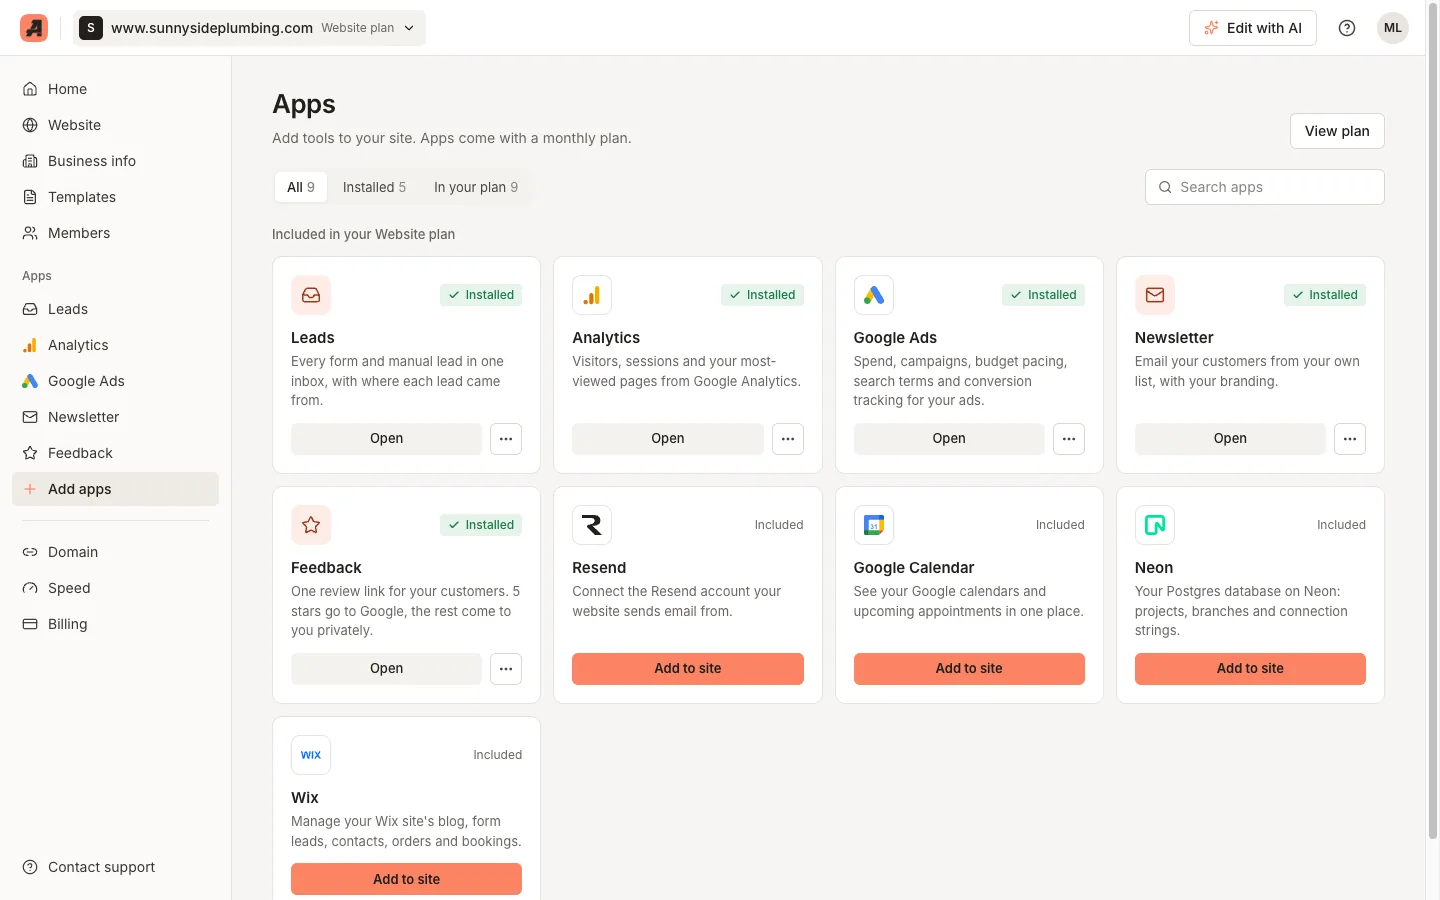 S www.sunnysideplumbing.com Website plan
Edit with AI
ML
Home
Website
Business info
Templates
Members
Apps
Leads
Analytics
Google Ads
Newsletter
Feedback
Add apps
Domain
Speed
Billing
Contact support
Apps
Add tools to your site. Apps come with a monthly plan.
View plan
All 9
Installed 5
In your plan 9
Search apps
Included in your Website plan
Installed
Leads
Every form and manual lead in one
inbox, with where each lead came
from.
Open
Installed
Analytics
Visitors, sessions and your most-
viewed pages from Google Analytics.
Open
Installed
Google Ads
Spend, campaigns, budget pacing,
search terms and conversion
tracking for your ads.
Open
Installed
Newsletter
Email your customers from your own
list, with your branding.
Open
Installed
Feedback
One review link for your customers. 5
stars go to Google, the rest come to
you privately.
Open
Included
Resend
Connect the Resend account your
website sends email from.
Add to site
31
Included
Google Calendar
See your Google calendars and
upcoming appointments in one place.
Add to site
Included
Neon
Your Postgres database on Neon:
projects, branches and connection
strings.
Add to site
WIX
Included
Wix
Manage your Wix site's blog, form
leads, contacts, orders and bookings.
Add to site